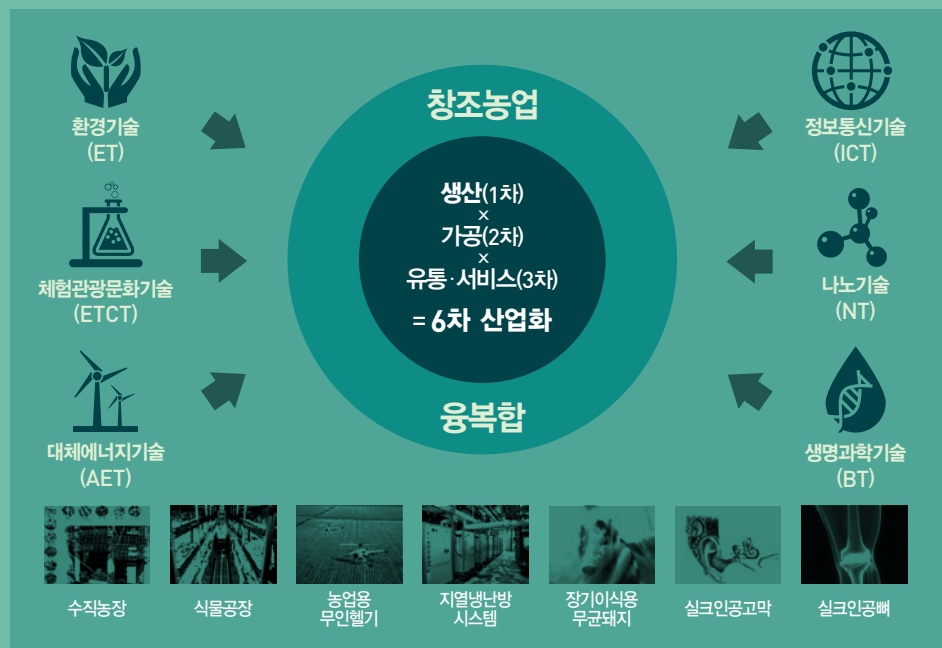 창조농업
생산(1차)
×
가공(2차)
×
유통·서비스(3차)
= 6차 산업화
융복합
환경기술
(ET)
체험관광문화기술
(ETCT)
대체에너지기술
(AET)
정보통신기술
(ICT)
나노기술
(NT)
생명과학기술
(BT)
수직농장
식물공장
농업용
무인헬기
지열냉난방
시스템
장기이식용
무균돼지
실크인공고막
실크인공뼈